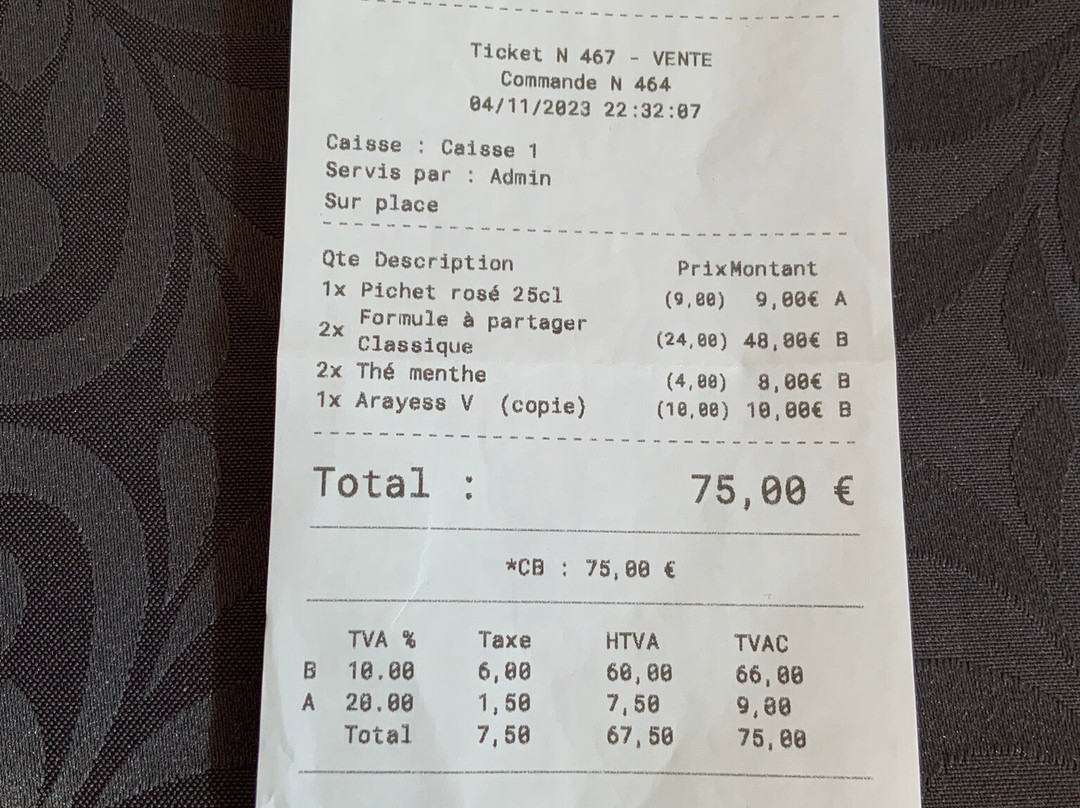 Ticket N 467 - VENTE
Commande N 464
04/11/2023 22:32:07
Caisse : Caisse 1
Servis par : Admin
Sur place
Qte Description PrixMontant
1x Pichet rosé 25cl (9,00) 9,00€ A
2x Formule à partager Classique (24,00) 48,00€ B
2x Thé menthe (4,00) 8,00€ B
1x Arayess V (copie) (10,00) 10,00€ B
Total : 75,00 €
*CB : 75,00 €
TVA % Taxe HTVA TVAC
B 10.00 6,00 60,00 66,00
A 20.00 1,50 7,50 9,00
Total 7,50 67,50 75,00